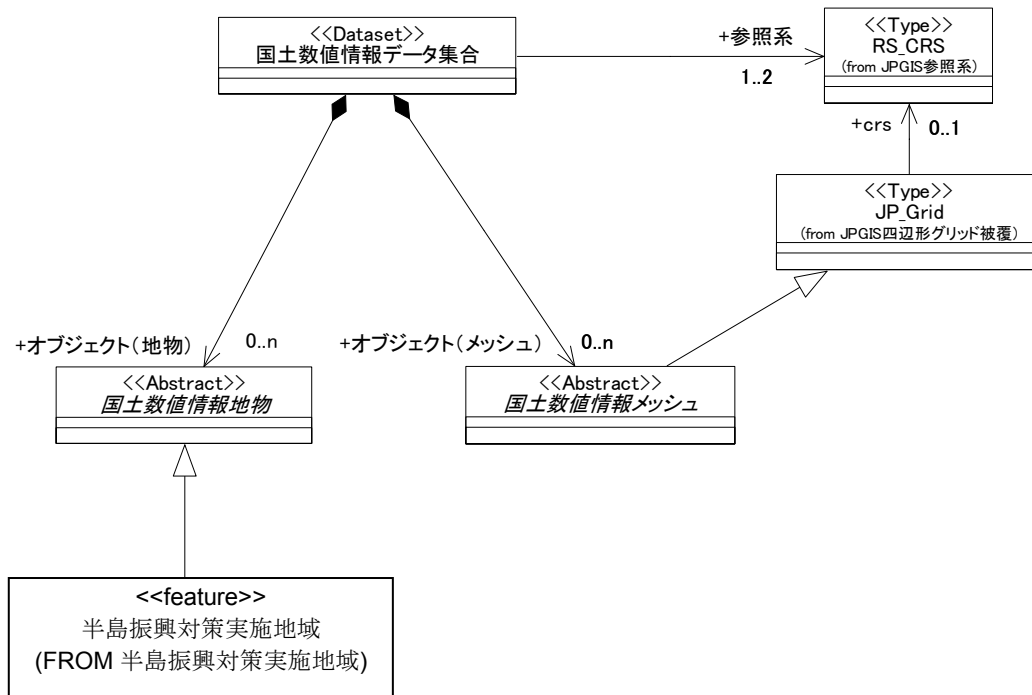 <<Dataset>>
国土数値情報データ集合
+参照系
1..2
<<Type>>
RS_CRS
(from JPGIS参照系)
+crs
0..1
<<Type>>
JP_Grid
(from JPGIS四辺形グリッド被覆)
+オブジェクト(地物)
0..n
+オブジェクト(メッシュ)
0..n
<<Abstract>>
国土数値情報地物
<<Abstract>>
国土数値情報メッシュ
<<feature>>
半島振興対策実施地域
(FROM 半島振興対策実施地域)